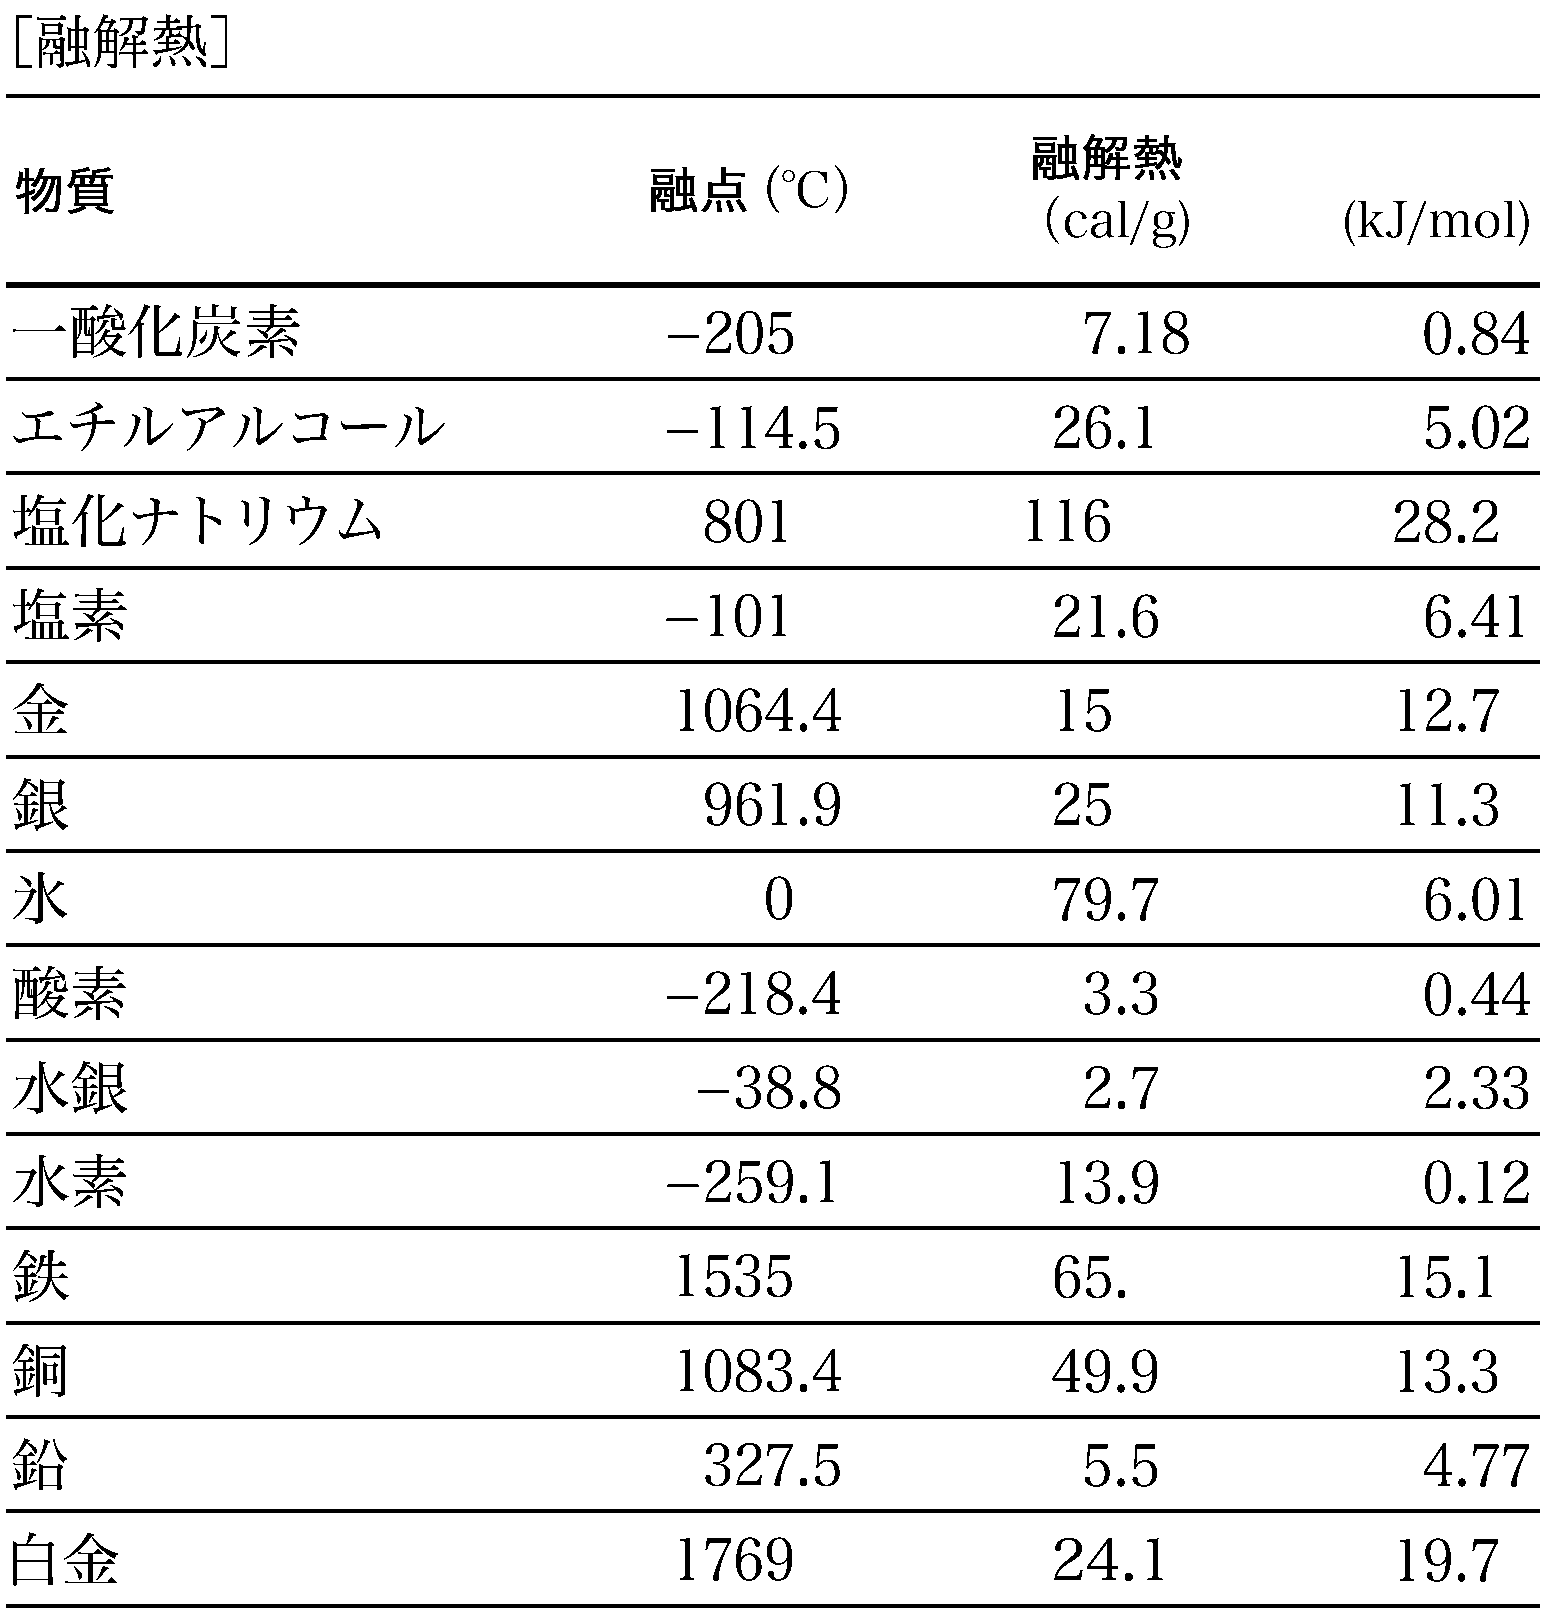 [融解熱]
物質 融点 (℃) 融解熱 (cal/g) (kJ/mol)
一酸化炭素 −205 7.18 0.84
エチルアルコール −114.5 26.1 5.02
塩化ナトリウム 801 116 28.2
塩素 −101 21.6 6.41
金 1064.4 15 12.7
銀 961.9 25 11.3
氷 0 79.7 6.01
酸素 −218.4 3.3 0.44
水銀 −38.8 2.7 2.33
水素 −259.1 13.9 0.12
鉄 1535 65. 15.1
銅 1083.4 49.9 13.3
鉛 327.5 5.5 4.77
白金 1769 24.1 19.7